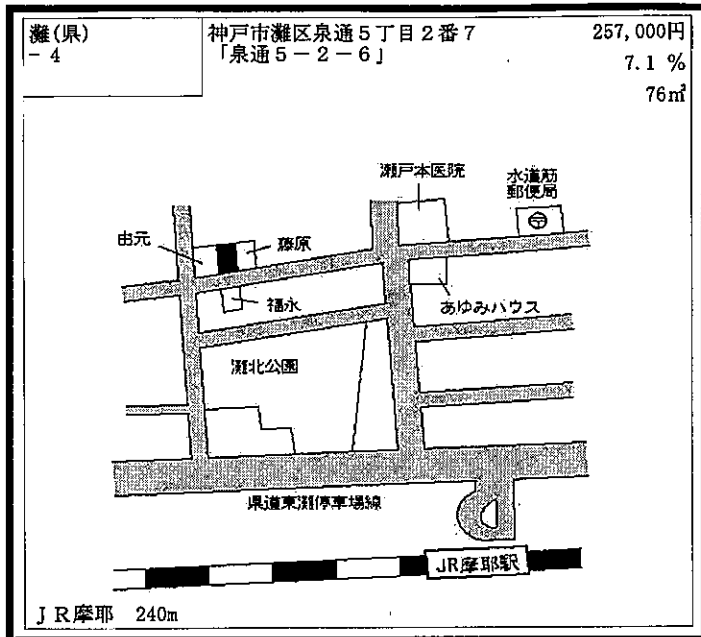 灘(県)
- 4
神戸市灘区泉通５丁目２番７
「泉通５－２－６」
257,000円
7.1 %
76㎡
瀬戸本医院
水道筋
郵便局
由元
藤原
福永
あゆみハウス
灘北公園
県道東灘停車場線
JR摩耶駅
ＪＲ摩耶 240m